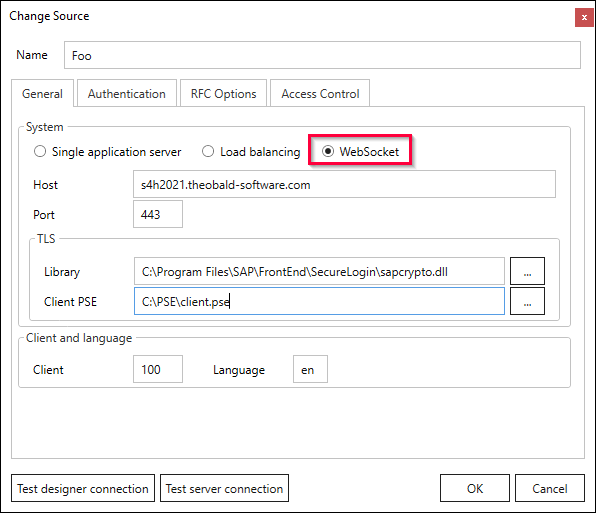 Change Source
x
Name Foo
General Authentication RFC Options Access Control
System
Single application server Load balancing WebSocket
Host s4h2021.theobald-software.com
Port 443
TLS
Library C:\Program Files\SAP\FrontEnd\SecureLogin\sapcrypto.dll ...
Client PSE C:\PSE\client.pse ...
Client and language
Client 100 Language en
Test designer connection Test server connection OK Cancel